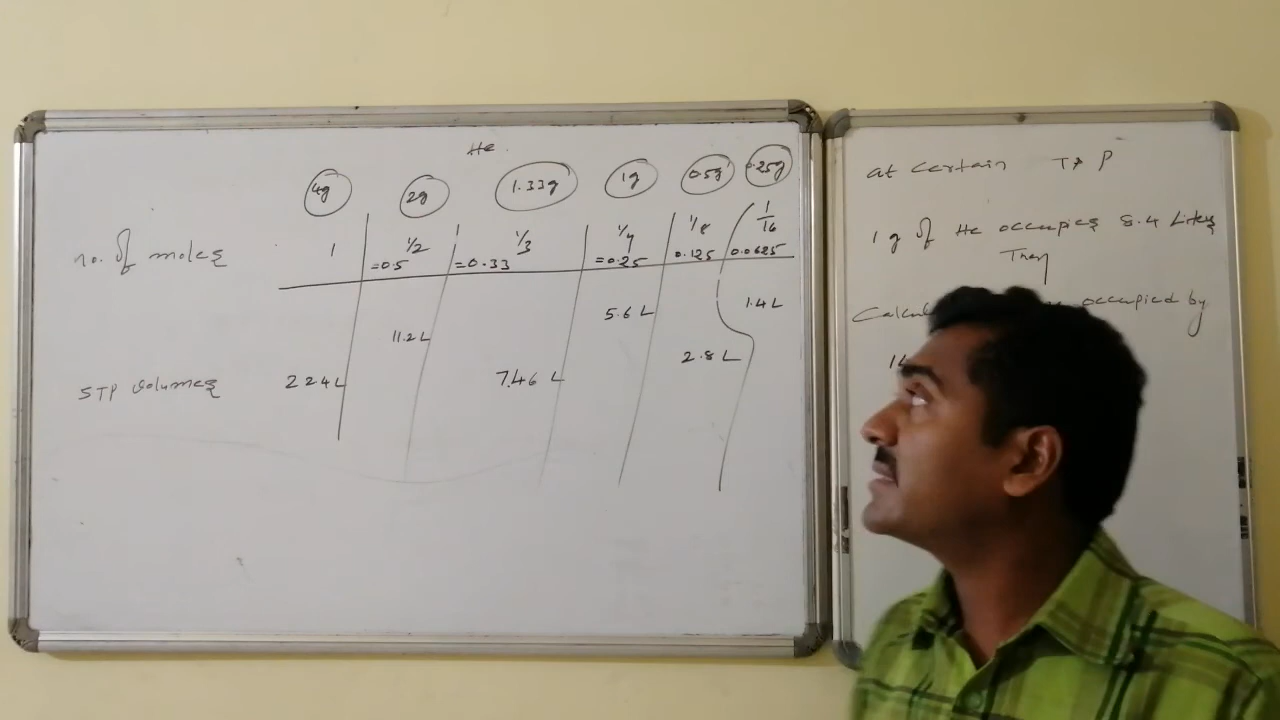 He.
4g 2g 1.33g 1g 0.5g 0.25g
no. of moles 1 1/2 1/3 1/4 1/8 1/16
=0.5 =0.33 =0.25 0.125 0.0625
5.6 L 1.4 L
11.2 L 2.8 L
STP volumes 22.4 L 7.46 L
at certain T & P
1 g of He occupies 8.4 Liters
Then
occupied by